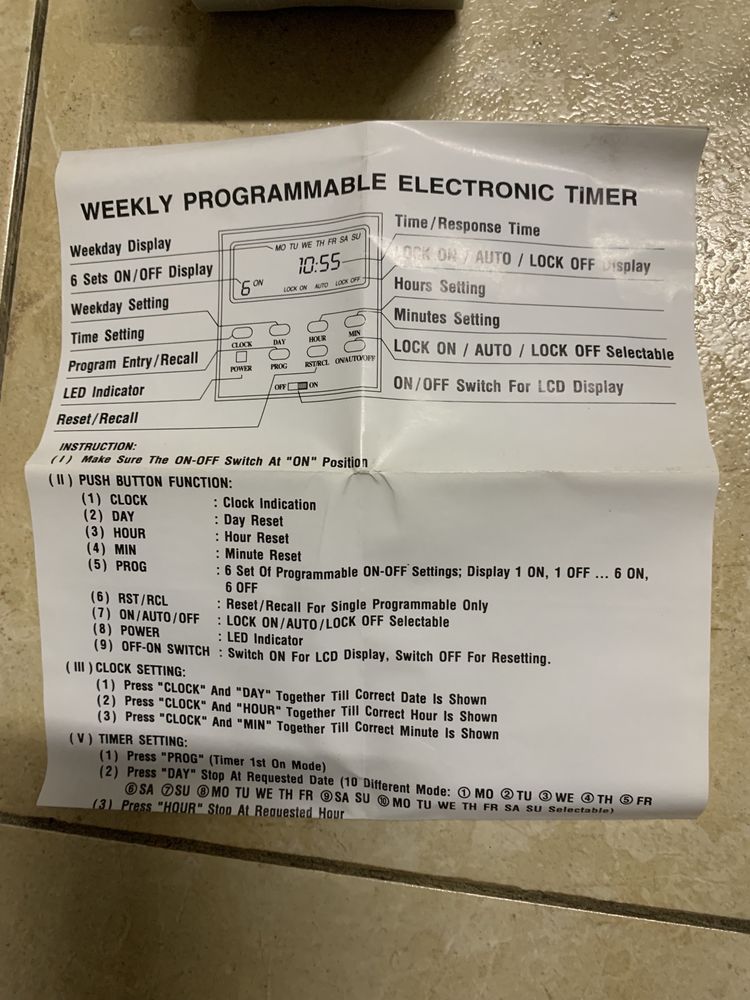 WEEKLY PROGRAMMABLE ELECTRONIC TiMER
Weekday Display
6 Sets ON/OFF Display
Weekday Setting
Time Setting
Program Entry/Recall
LED Indicator
Reset/Recall
MO TU WE TH FR SA SU
10:55
6 ON
LOCK ON AUTO LOCK OFF
CLOCK DAY HOUR MIN
POWER PROG RST/RCL ON/AUTO/OFF
OFF ON
Time/Response Time
LOCK ON / AUTO / LOCK OFF Display
Hours Setting
Minutes Setting
LOCK ON / AUTO / LOCK OFF Selectable
ON/OFF Switch For LCD Display
INSTRUCTION:
(I) Make Sure The ON-OFF Switch At "ON" Position
(II) PUSH BUTTON FUNCTION:
(1) CLOCK : Clock Indication
(2) DAY : Day Reset
(3) HOUR : Hour Reset
(4) MIN : Minute Reset
(5) PROG : 6 Set Of Programmable ON-OFF Settings; Display 1 ON, 1 OFF ... 6 ON,
6 OFF
(6) RST/RCL : Reset/Recall For Single Programmable Only
(7) ON/AUTO/OFF : LOCK ON/AUTO/LOCK OFF Selectable
(8) POWER : LED Indicator
(9) OFF-ON SWITCH : Switch ON For LCD Display, Switch OFF For Resetting.
(III) CLOCK SETTING:
(1) Press "CLOCK" And "DAY" Together Till Correct Date Is Shown
(2) Press "CLOCK" And "HOUR" Together Till Correct Hour Is Shown
(3) Press "CLOCK" And "MIN" Together Till Correct Minute Is Shown
(V) TIMER SETTING:
(1) Press "PROG" (Timer 1st On Mode)
(2) Press "DAY" Stop At Requested Date (10 Different Mode: ① MO ② TU ③ WE ④ TH ⑤ FR
⑥ SA ⑦ SU ⑧ MO TU WE TH FR ⑨ SA SU ⑩ MO TU WE TH FR SA SU Selectable)
(3) Press "HOUR" Stop At Requested Hour